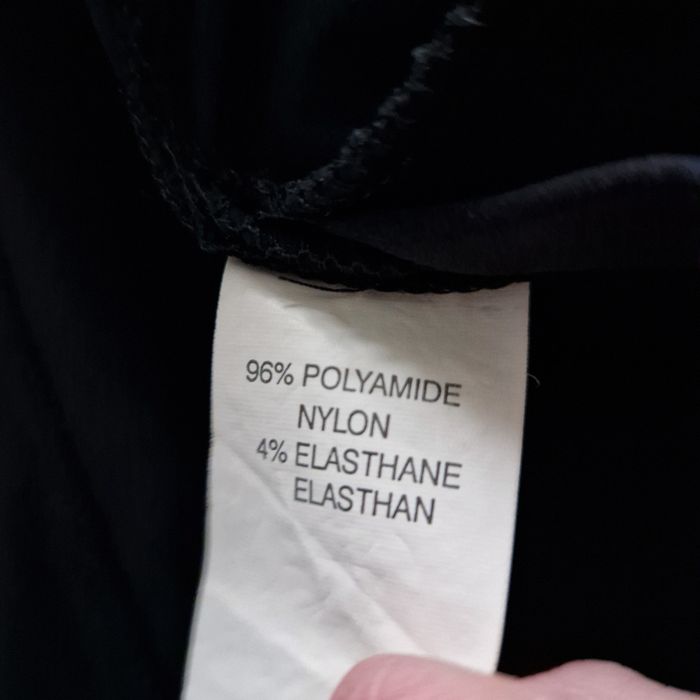 96% POLYAMIDE
NYLON
4% ELASTHANE
ELASTHAN